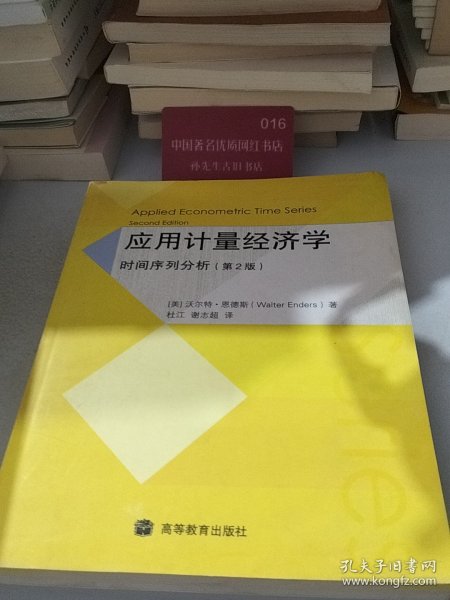 016
中国著名优质网红书店
孙先生古旧书店
Applied Econometric Time Series
Second Edition
应用计量经济学
时间序列分析(第2版)
[美]沃尔特·恩德斯(Walter Enders) 著
杜江 谢志超 译
高等教育出版社
孔夫子旧书网
www.kongfz.com